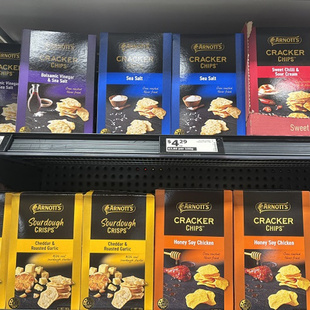 ARNOTT'S
CRACKER
CHIPS
Balsamic Vinegar
& Sea Salt
ARNOTT'S
CRACKER
CHIPS
Sea Salt
ARNOTT'S
CRACKER
CHIPS
Sea Salt
ARNOTT'S
CRACKER
CHIPS
Sweet Chilli &
Sour Cream
Sweet
$4.29
ARNOTT'S
Sourdough
CRISPS
Cheddar &
Roasted Garlic
ARNOTT'S
Sourdough
CRISPS
Cheddar &
Roasted Garlic
ARNOTT'S
CRACKER
CHIPS
Honey Soy Chicken
ARNOTT'S
CRACKER
CHIPS
Honey Soy Chicken